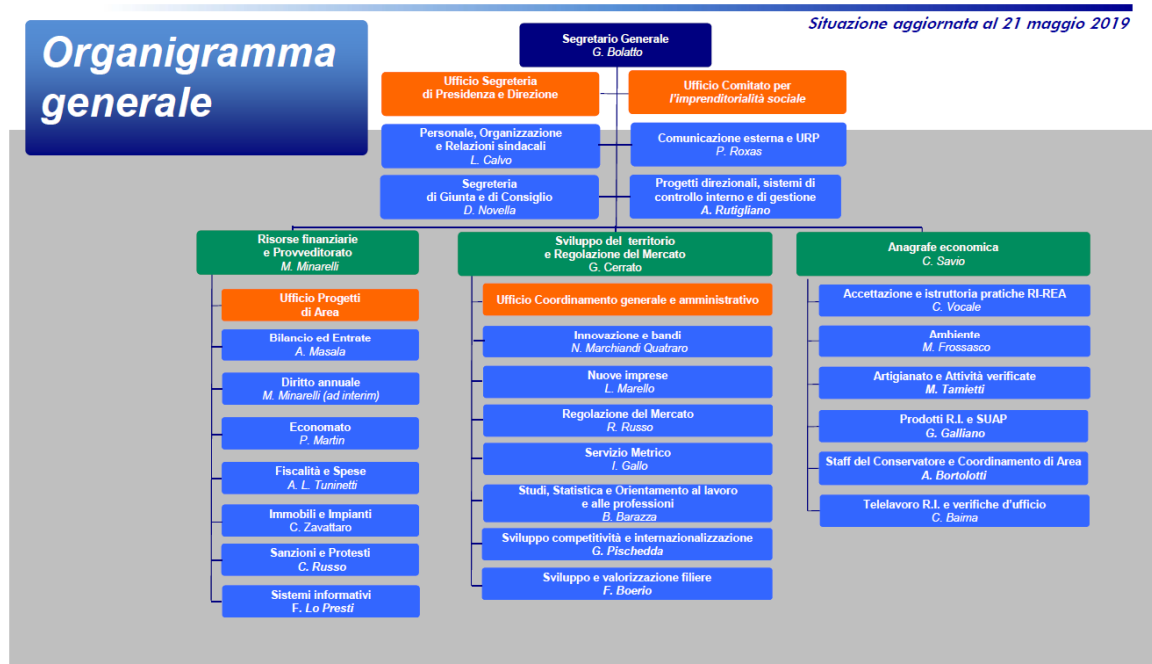 Situazione aggiornata al 21 maggio 2019
Organigramma
generale
Segretario Generale
G. Bolatto
Ufficio Segreteria
di Presidenza e Direzione
Ufficio Comitato per
l'imprenditorialità sociale
Personale, Organizzazione
e Relazioni sindacali
L. Calvo
Comunicazione esterna e URP
P. Roxas
Segreteria
di Giunta e di Consiglio
D. Novella
Progetti direzionali, sistemi di
controllo interno e di gestione
A. Rutigliano
Risorse finanziarie
e Provveditorato
M. Minarelli
Ufficio Progetti
di Area
Bilancio ed Entrate
A. Masala
Diritto annuale
M. Minarelli (ad interim)
Economato
P. Martin
Fiscalità e Spese
A. L. Tuninetti
Immobili e Impianti
C. Zavattaro
Sanzioni e Protesti
C. Russo
Sistemi informativi
F. Lo Presti
Sviluppo del territorio
e Regolazione del Mercato
G. Cerrato
Ufficio Coordinamento generale e amministrativo
Innovazione e bandi
N. Marchiandi Quatraro
Nuove imprese
L. Marello
Regolazione del Mercato
R. Russo
Servizio Metrico
I. Gallo
Studi, Statistica e Orientamento al lavoro
e alle professioni
B. Barazza
Sviluppo competitività e internazionalizzazione
G. Pischedda
Sviluppo e valorizzazione filiere
F. Boerio
Anagrafe economica
C. Savio
Accettazione e istruttoria pratiche RI-REA
C. Vocale
Ambiente
M. Frossasco
Artigianato e Attività verificate
M. Tamietti
Prodotti R.I. e SUAP
G. Galliano
Staff del Conservatore e Coordinamento di Area
A. Bortolotti
Telelavoro R.I. e verifiche d'ufficio
C. Baima